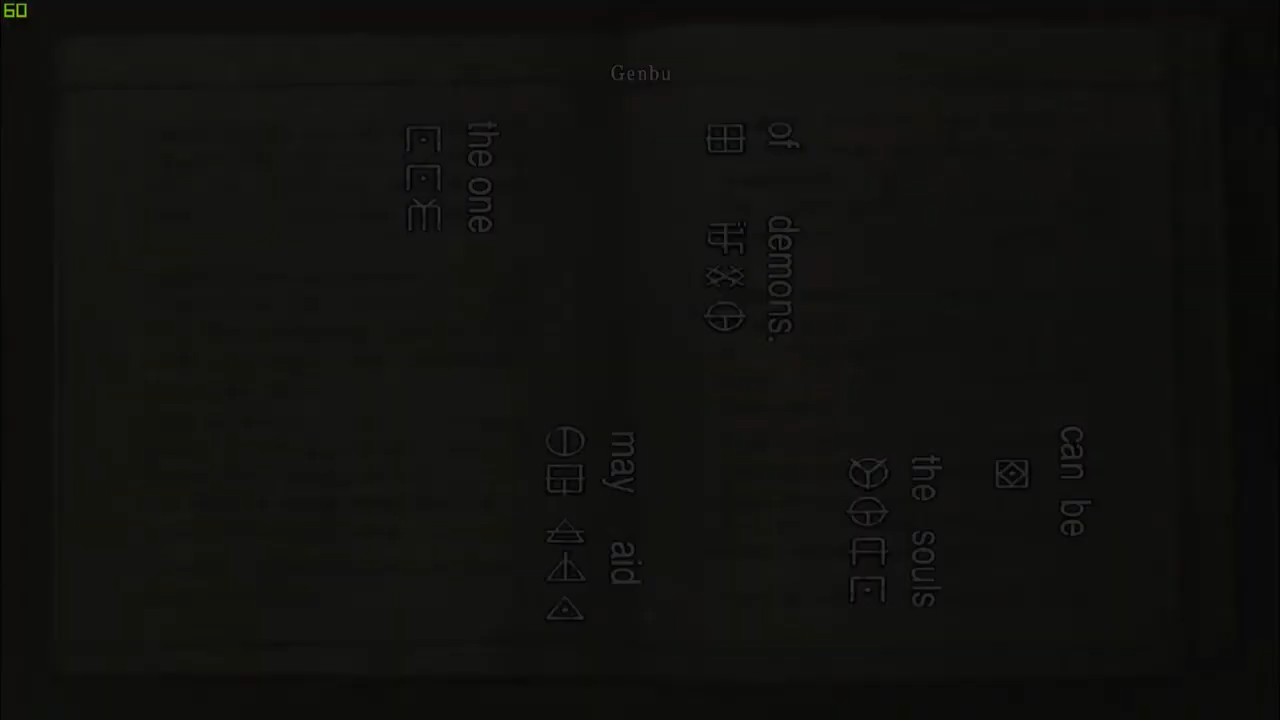 60
Genbu
can be
the souls
of demons.
may aid
the one